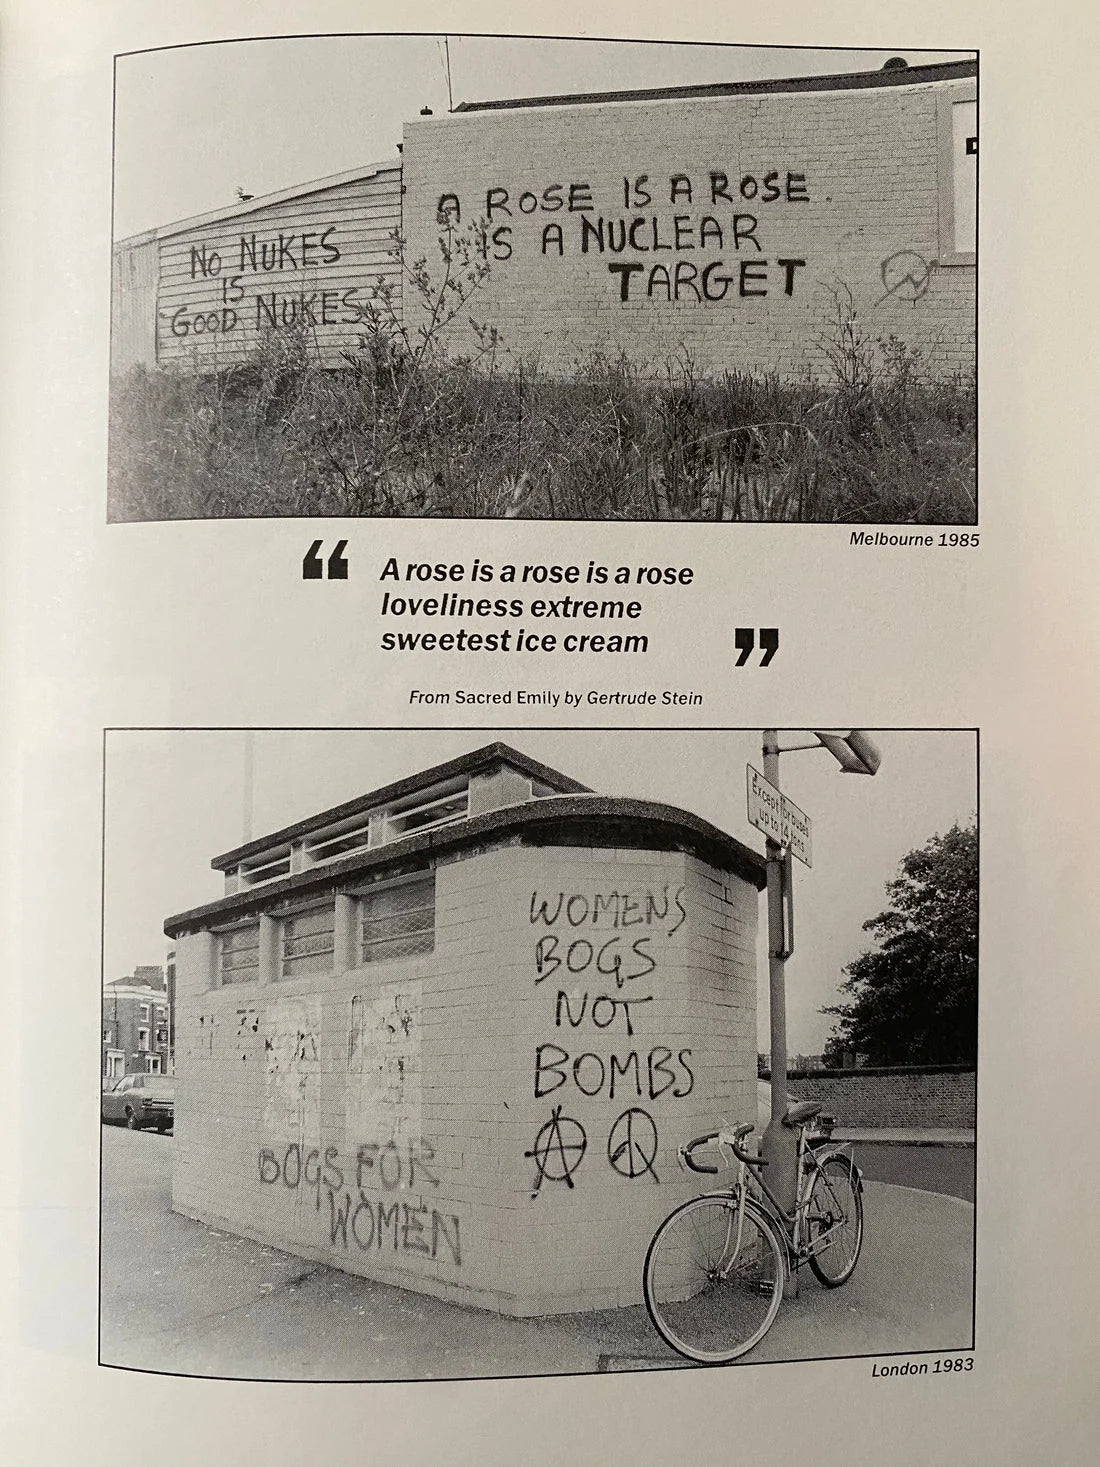 NO NUKES
IS
GOOD NUKES
A ROSE IS A ROSE.
IS A NUCLEAR
TARGET
Melbourne 1985
“ A rose is a rose is a rose
loveliness extreme
sweetest ice cream ”
From Sacred Emily by Gertrude Stein
Except for buses
up to 14 tons
WOMENS
BOGS
NOT
BOMBS
BOGS FOR
WOMEN
London 1983